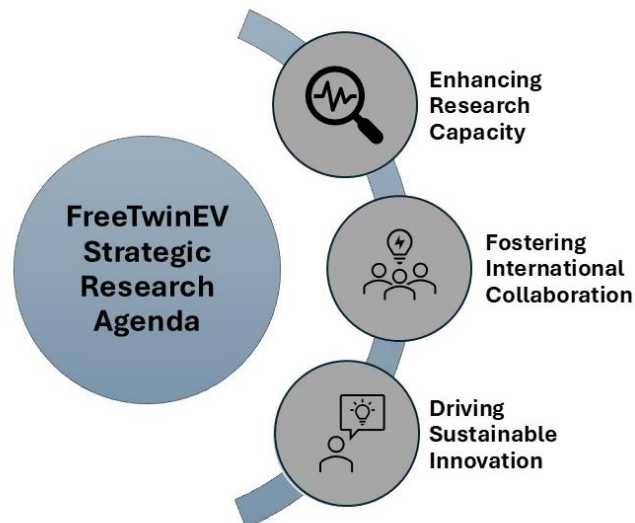 FreeTwinEV
Strategic
Research
Agenda
Enhancing
Research
Capacity
Fostering
International
Collaboration
Driving
Sustainable
Innovation